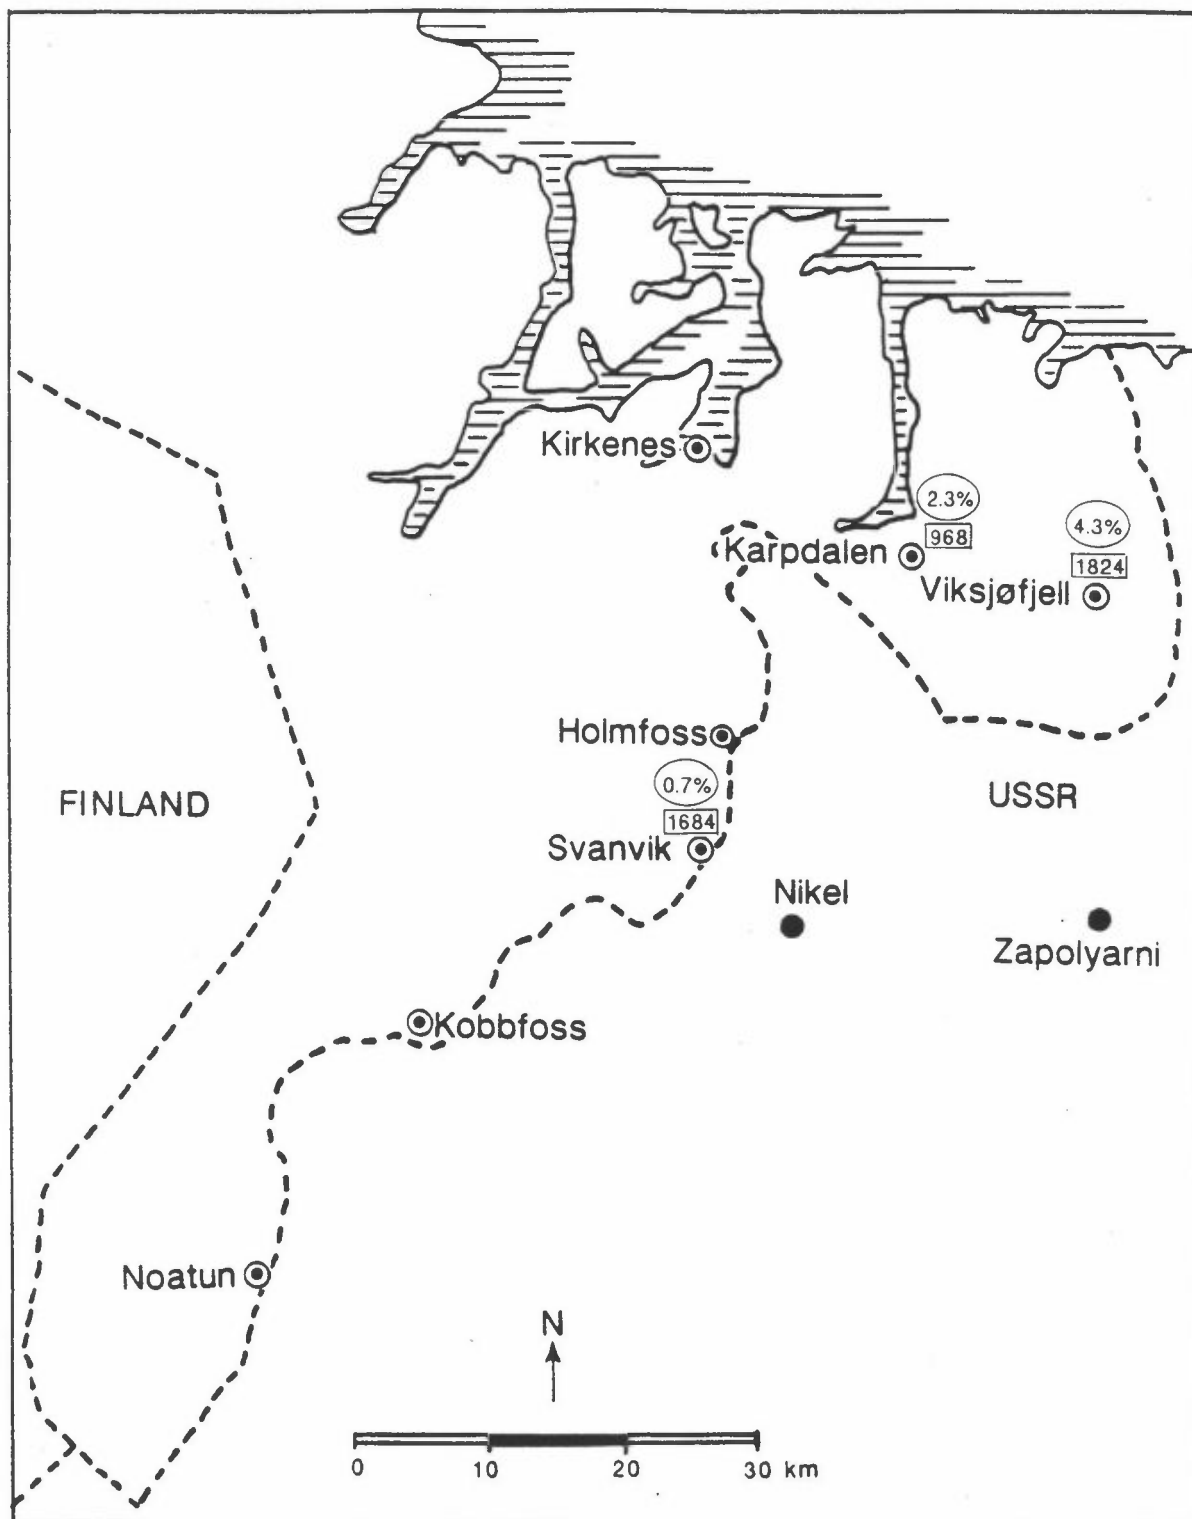 Kirkenes
2.3%
968
Karpdalen
4.3%
1824
Viksjøfjell
Holmfoss
0.7%
1684
Svanvik
FINLAND
USSR
Nikel
Zapolyarni
Kobbfoss
Noatun
N
0 10 20 30 km